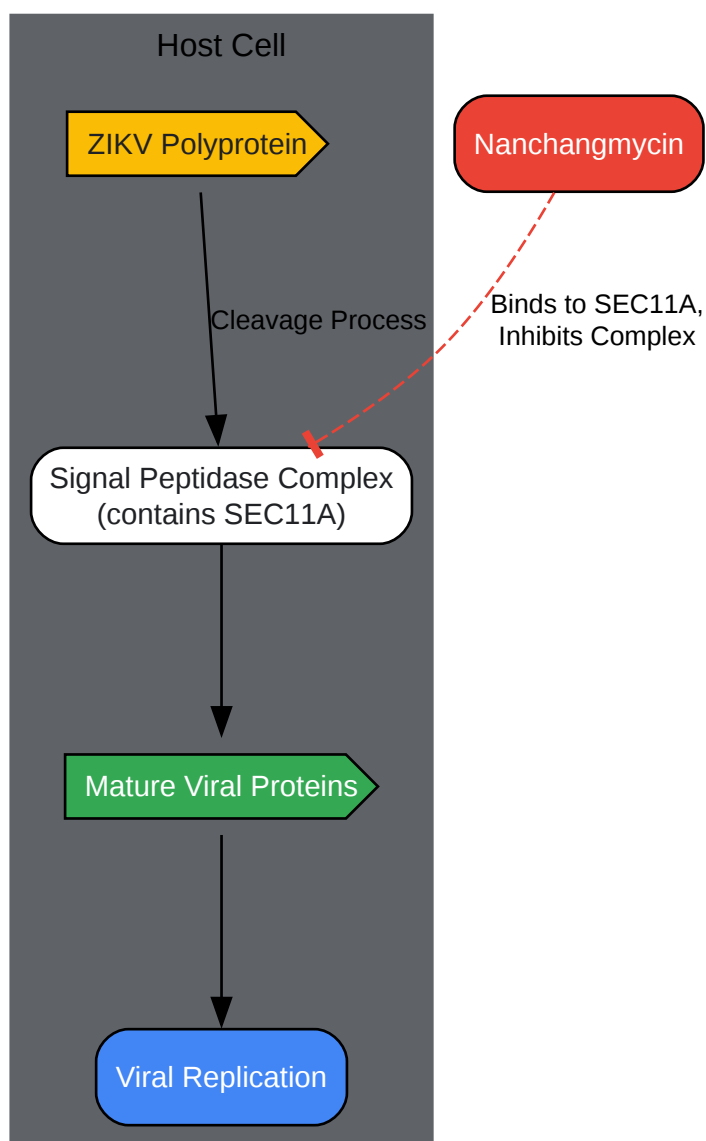 Host Cell
ZIKV Polyprotein
Nanchangmycin
Cleavage Process
Binds to SEC11A,
Inhibits Complex
Signal Peptidase Complex
(contains SEC11A)
Mature Viral Proteins
Viral Replication